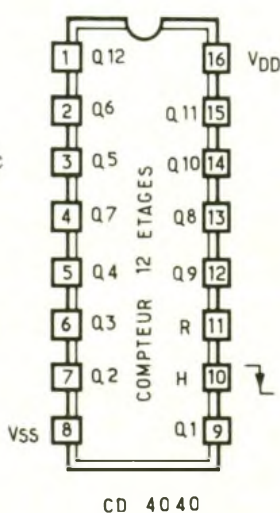 1 Q12 16 VDD
2 Q6 Q11 15
3 Q5 Q10 14
4 Q7 Q8 13
5 Q4 Q9 12
6 Q3 R 11
7 Q2 H 10
VSS 8 Q1 9
COMPTEUR 12 ETAGES
CD 4040